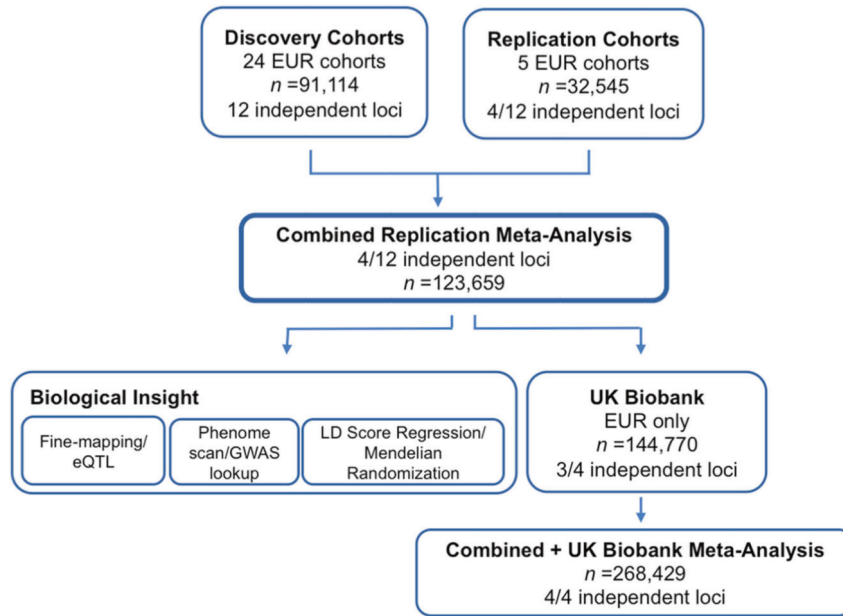 Discovery Cohorts
24 EUR cohorts
n =91,114
12 independent loci
Replication Cohorts
5 EUR cohorts
n =32,545
4/12 independent loci
Combined Replication Meta-Analysis
4/12 independent loci
n =123,659
Biological Insight
Fine-mapping/
eQTL
Phenome
scan/GWAS
lookup
LD Score Regression/
Mendelian
Randomization
UK Biobank
EUR only
n =144,770
3/4 independent loci
Combined + UK Biobank Meta-Analysis
n =268,429
4/4 independent loci